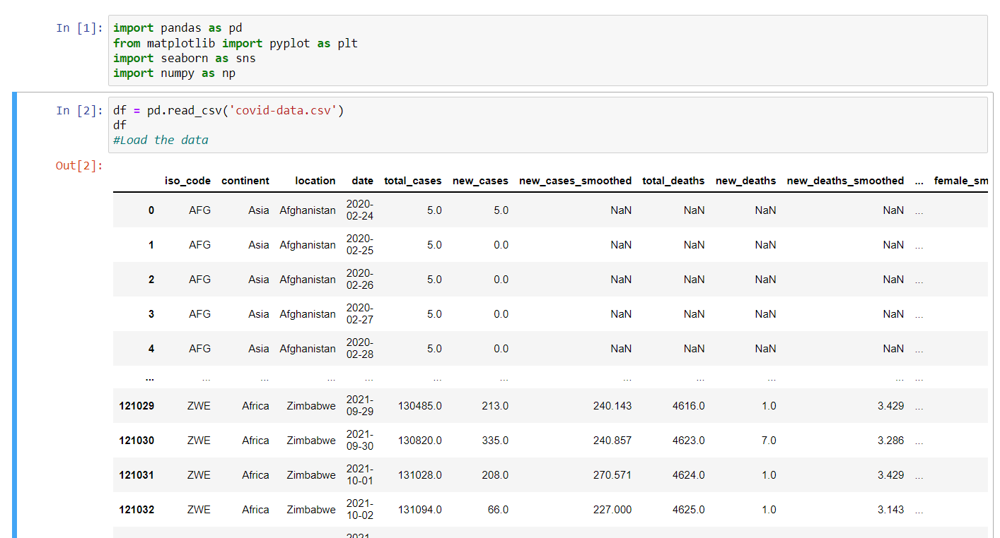 In [1]: import pandas as pd
from matplotlib import pyplot as plt
import seaborn as sns
import numpy as np
In [2]: df = pd.read_csv('covid-data.csv')
df
#Load the data
Out[2]:
iso_code continent location date total_cases new_cases new_cases_smoothed total_deaths new_deaths new_deaths_smoothed ... female_sm
0 AFG Asia Afghanistan 2020-02-24 5.0 5.0 NaN NaN NaN NaN ...
1 AFG Asia Afghanistan 2020-02-25 5.0 0.0 NaN NaN NaN NaN ...
2 AFG Asia Afghanistan 2020-02-26 5.0 0.0 NaN NaN NaN NaN ...
3 AFG Asia Afghanistan 2020-02-27 5.0 0.0 NaN NaN NaN NaN ...
4 AFG Asia Afghanistan 2020-02-28 5.0 0.0 NaN NaN NaN NaN ...
... ... ... ... ... ... ... ... ... ... ... ...
121029 ZWE Africa Zimbabwe 2021-09-29 130485.0 213.0 240.143 4616.0 1.0 3.429 ...
121030 ZWE Africa Zimbabwe 2021-09-30 130820.0 335.0 240.857 4623.0 7.0 3.286 ...
121031 ZWE Africa Zimbabwe 2021-10-01 131028.0 208.0 270.571 4624.0 1.0 3.429 ...
121032 ZWE Africa Zimbabwe 2021-10-02 131094.0 66.0 227.000 4625.0 1.0 3.143 ...
2021-